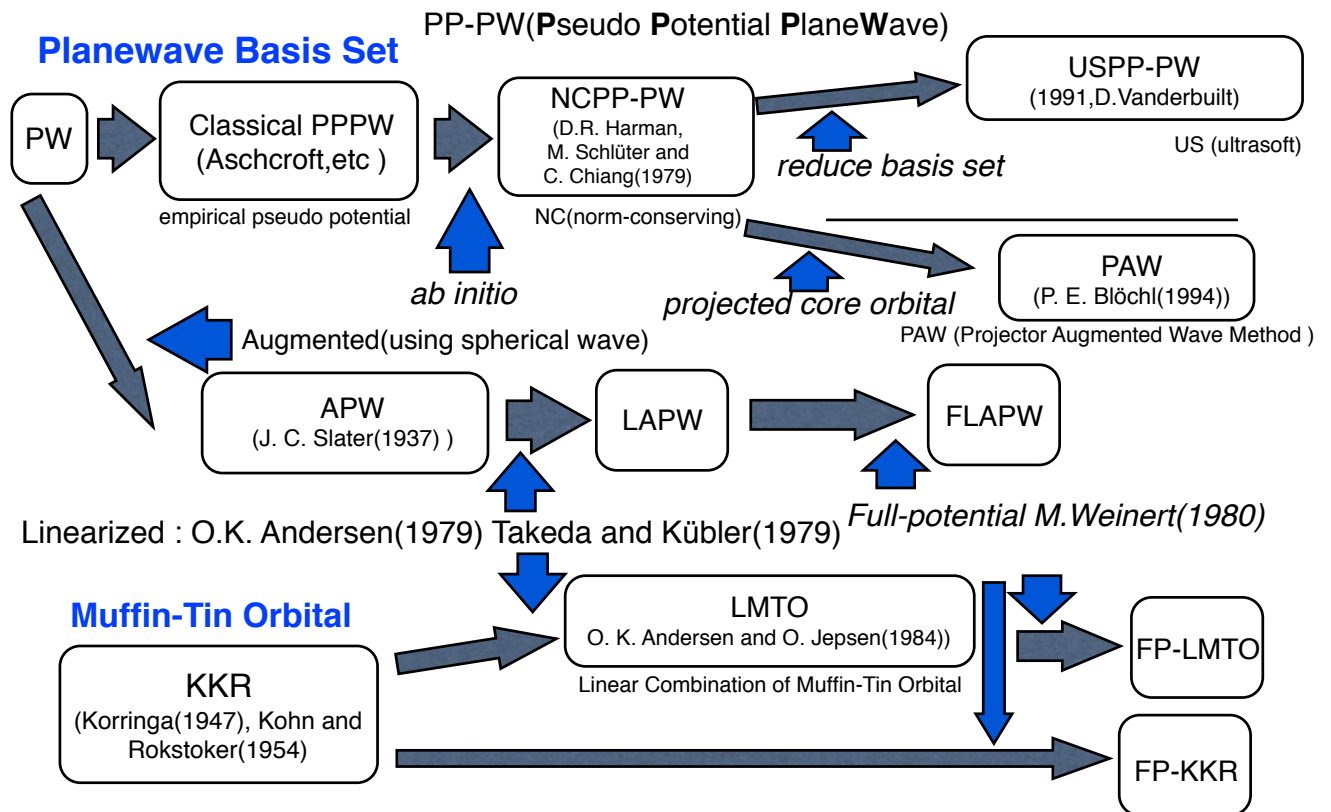 PP-PW(Pseudo Potential PlaneWave)
Planewave Basis Set
PW
Classical PPPW
(Aschcroft,etc )
empirical pseudo potential
NCPP-PW
(D.R. Harman,
M. Schlüter and
C. Chiang(1979)
NC(norm-conserving)
USPP-PW
(1991,D.Vanderbuilt)
US (ultrasoft)
reduce basis set
ab initio
projected core orbital
PAW
(P. E. Blöchl(1994))
PAW (Projector Augmented Wave Method )
Augmented(using spherical wave)
APW
(J. C. Slater(1937) )
LAPW
FLAPW
Linearized : O.K. Andersen(1979) Takeda and Kübler(1979)
Full-potential M.Weinert(1980)
Muffin-Tin Orbital
LMTO
O. K. Andersen and O. Jepsen(1984))
Linear Combination of Muffin-Tin Orbital
FP-LMTO
KKR
(Korringa(1947), Kohn and
Rokstoker(1954)
FP-KKR